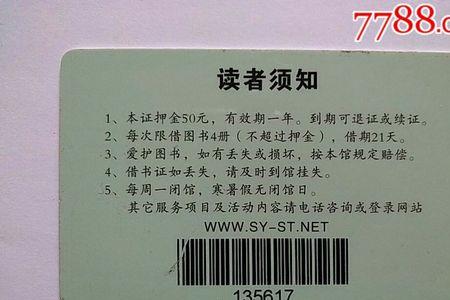 7788.c
读者须知
1、本证押金50元，有效期一年。到期可退证或续证。
2、每次限借图书4册（不超过押金），借期21天。
3、爱护图书，如有丢失或损坏，按本馆规定赔偿。
4、借书证如丢失，请及时到馆挂失。
5、每周一闭馆，寒暑假无闭馆日。
其它服务项目及活动内容请电话咨询或登录网站
WWW.SY-ST.NET
135617